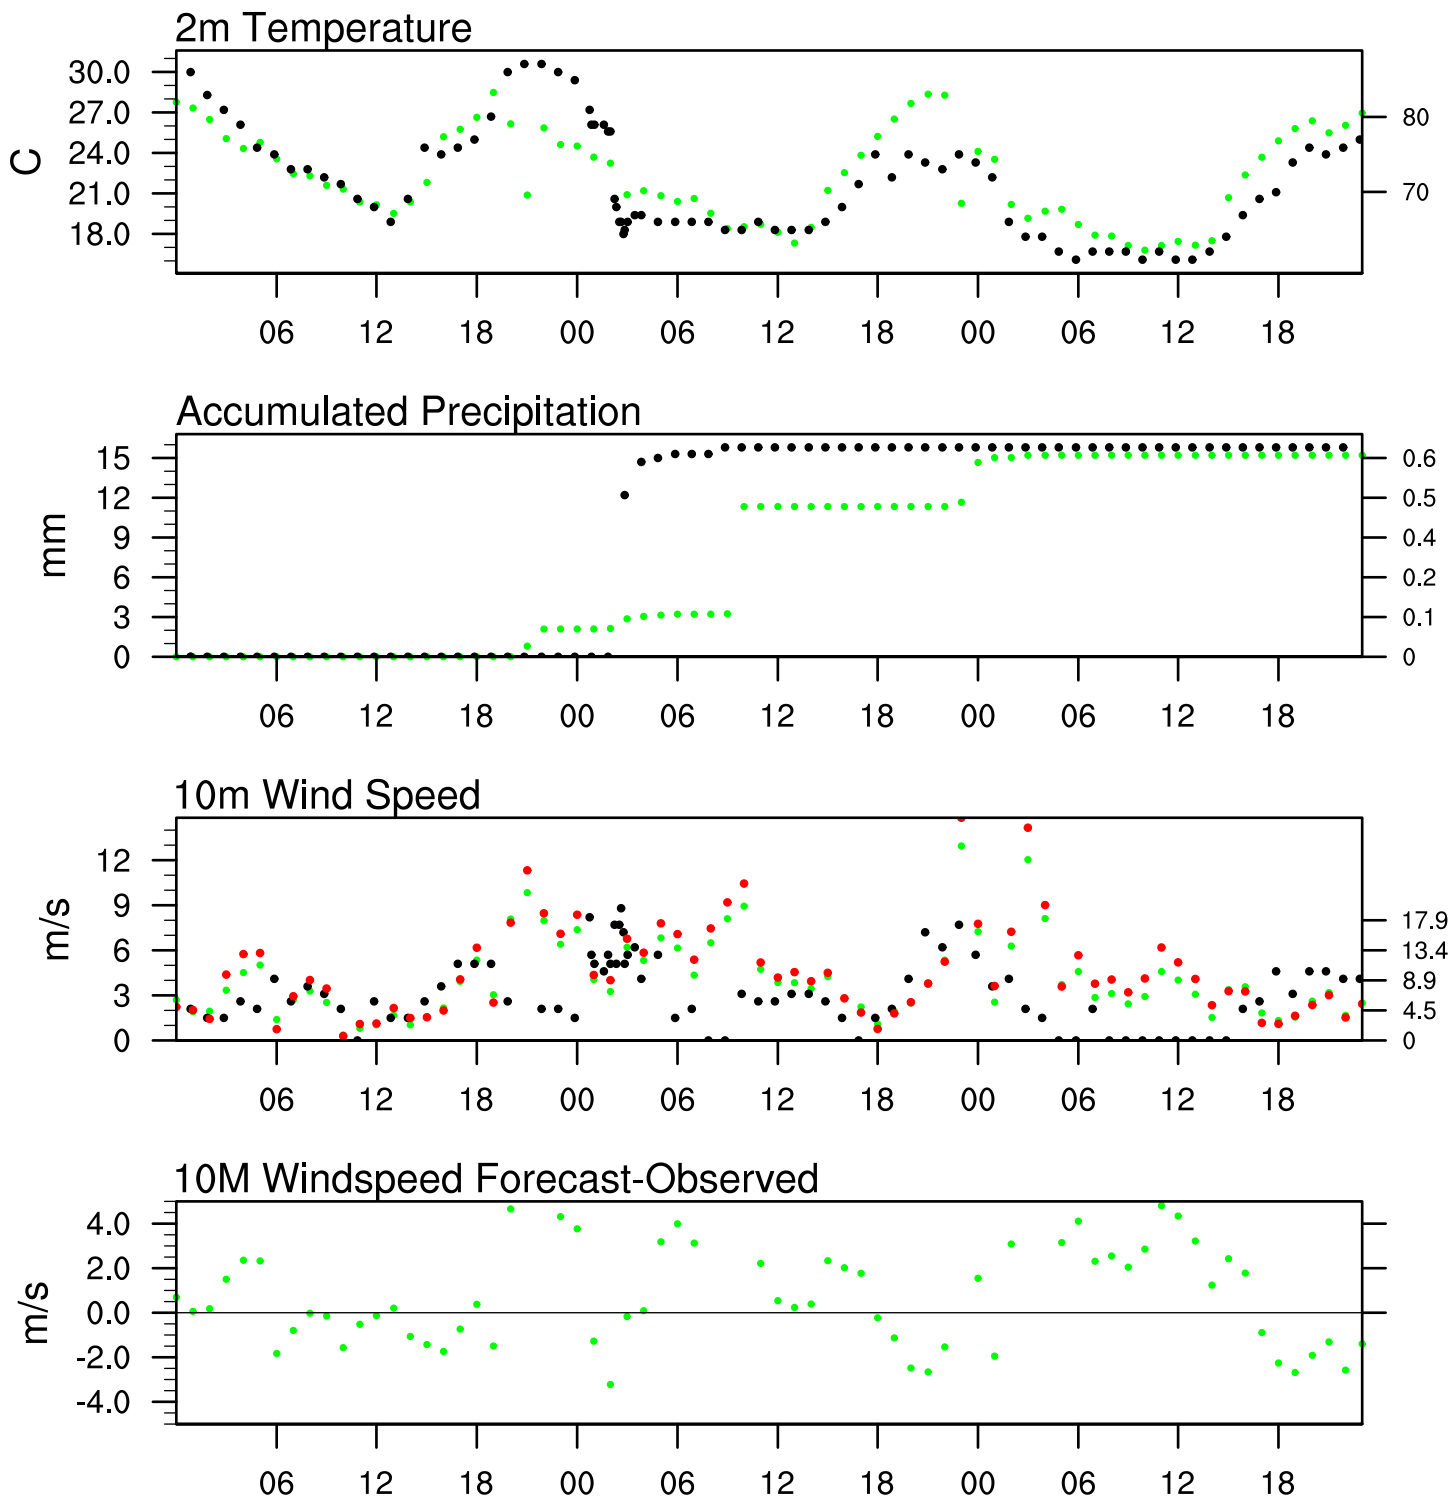 2m Temperature
30.0
27.0
24.0
21.0
18.0
C
80
70
06 12 18 00 06 12 18 00 06 12 18
Accumulated Precipitation
15
12
9
6
3
0
mm
0.6
0.5
0.4
0.2
0.1
0
06 12 18 00 06 12 18 00 06 12 18
10m Wind Speed
12
9
6
3
0
m/s
17.9
13.4
8.9
4.5
0
06 12 18 00 06 12 18 00 06 12 18
10M Windspeed Forecast-Observed
4.0
2.0
0.0
-2.0
-4.0
m/s
06 12 18 00 06 12 18 00 06 12 18